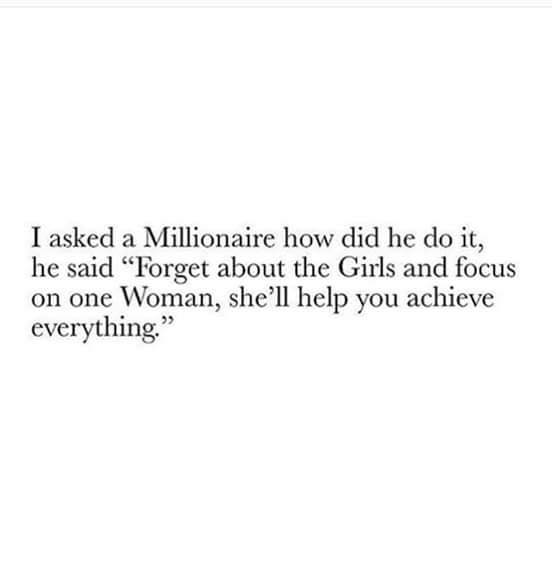 I asked a Millionaire how did he do it,
he said “Forget about the Girls and focus
on one Woman, she’ll help you achieve
everything.”